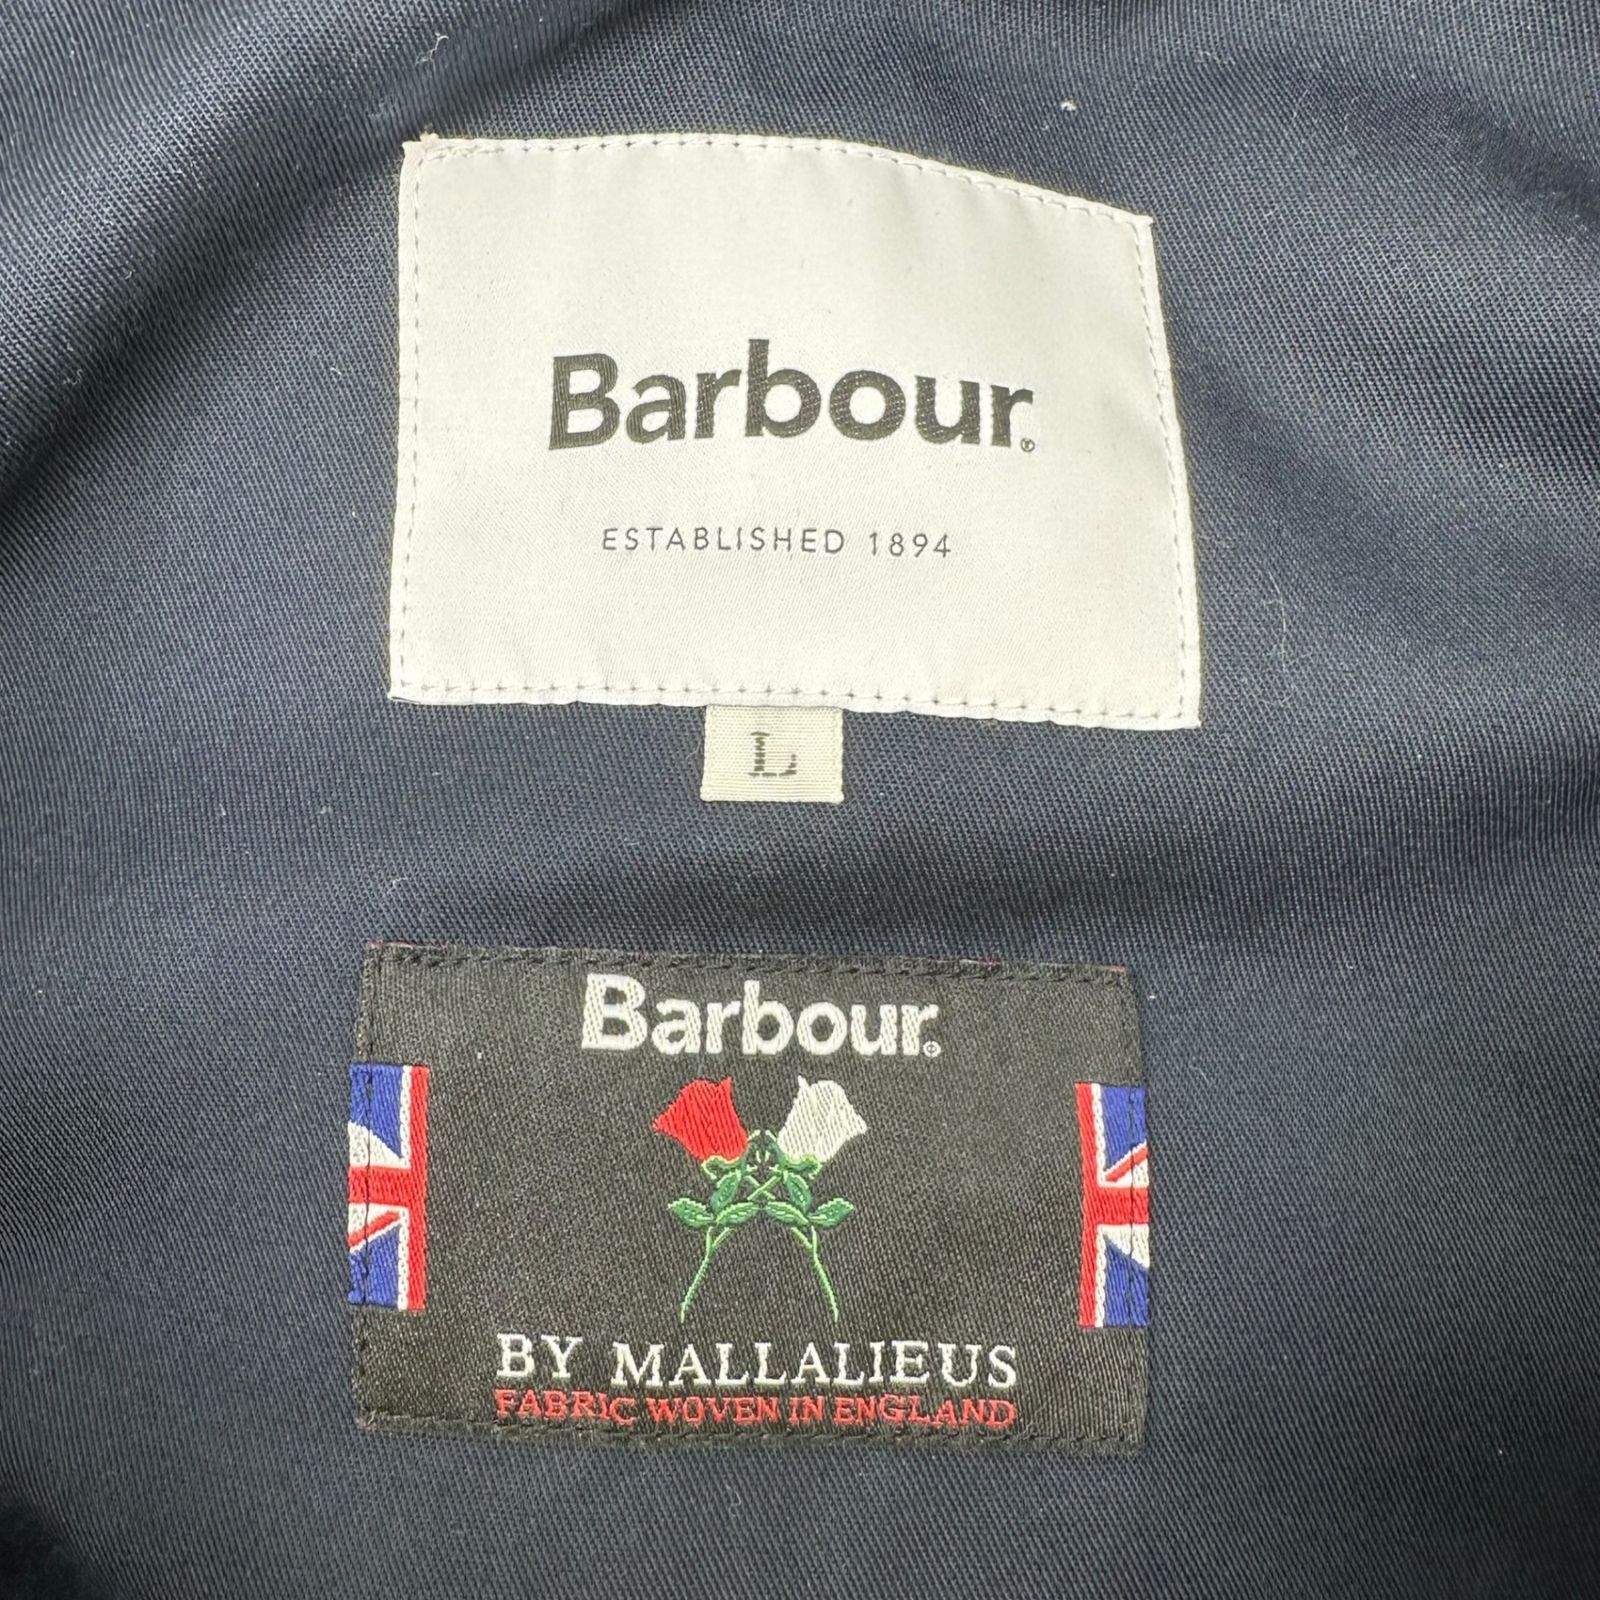 Barbour®
ESTABLISHED 1894
L
Barbour®
BY MALLALIEUS
FABRIC WOVEN IN ENGLAND